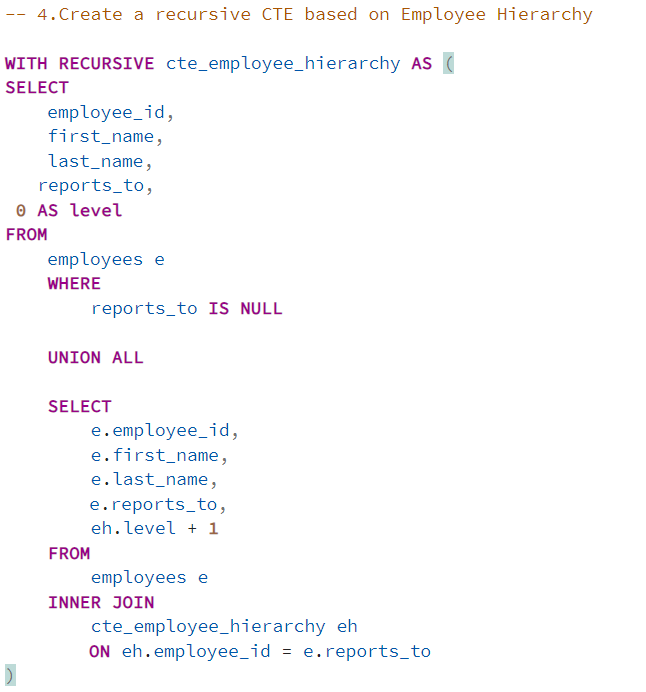 -- 4.Create a recursive CTE based on Employee Hierarchy
WITH RECURSIVE cte_employee_hierarchy AS (
SELECT
employee_id,
first_name,
last_name,
reports_to,
0 AS level
FROM
employees e
WHERE
reports_to IS NULL
UNION ALL
SELECT
e.employee_id,
e.first_name,
e.last_name,
e.reports_to,
eh.level + 1
FROM
employees e
INNER JOIN
cte_employee_hierarchy eh
ON eh.employee_id = e.reports_to
)